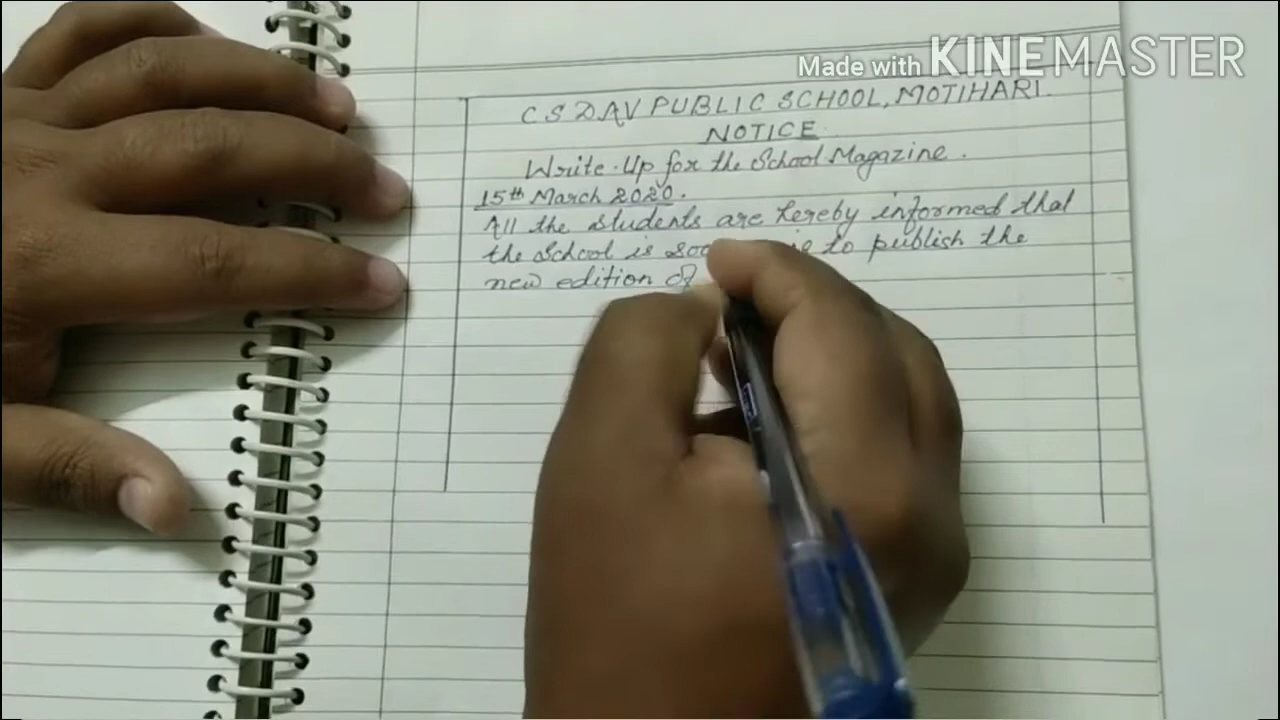 Made with KINEMASTER
C S DAV PUBLIC SCHOOL, MOTIHARI.
NOTICE
Write-Up for the School Magazine.
15th March 2020.
All the students are hereby informed that
the School is to publish the
new edition of